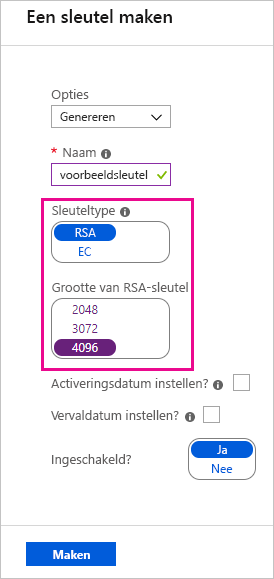 Een sleutel maken
Opties
Genereren
* Naam
voorbeeldsleutel
Sleuteltype
RSA
EC
Grootte van RSA-sleutel
2048
3072
4096
Activeringsdatum instellen?
Vervaldatum instellen?
Ingeschakeld?
Ja
Nee
Maken